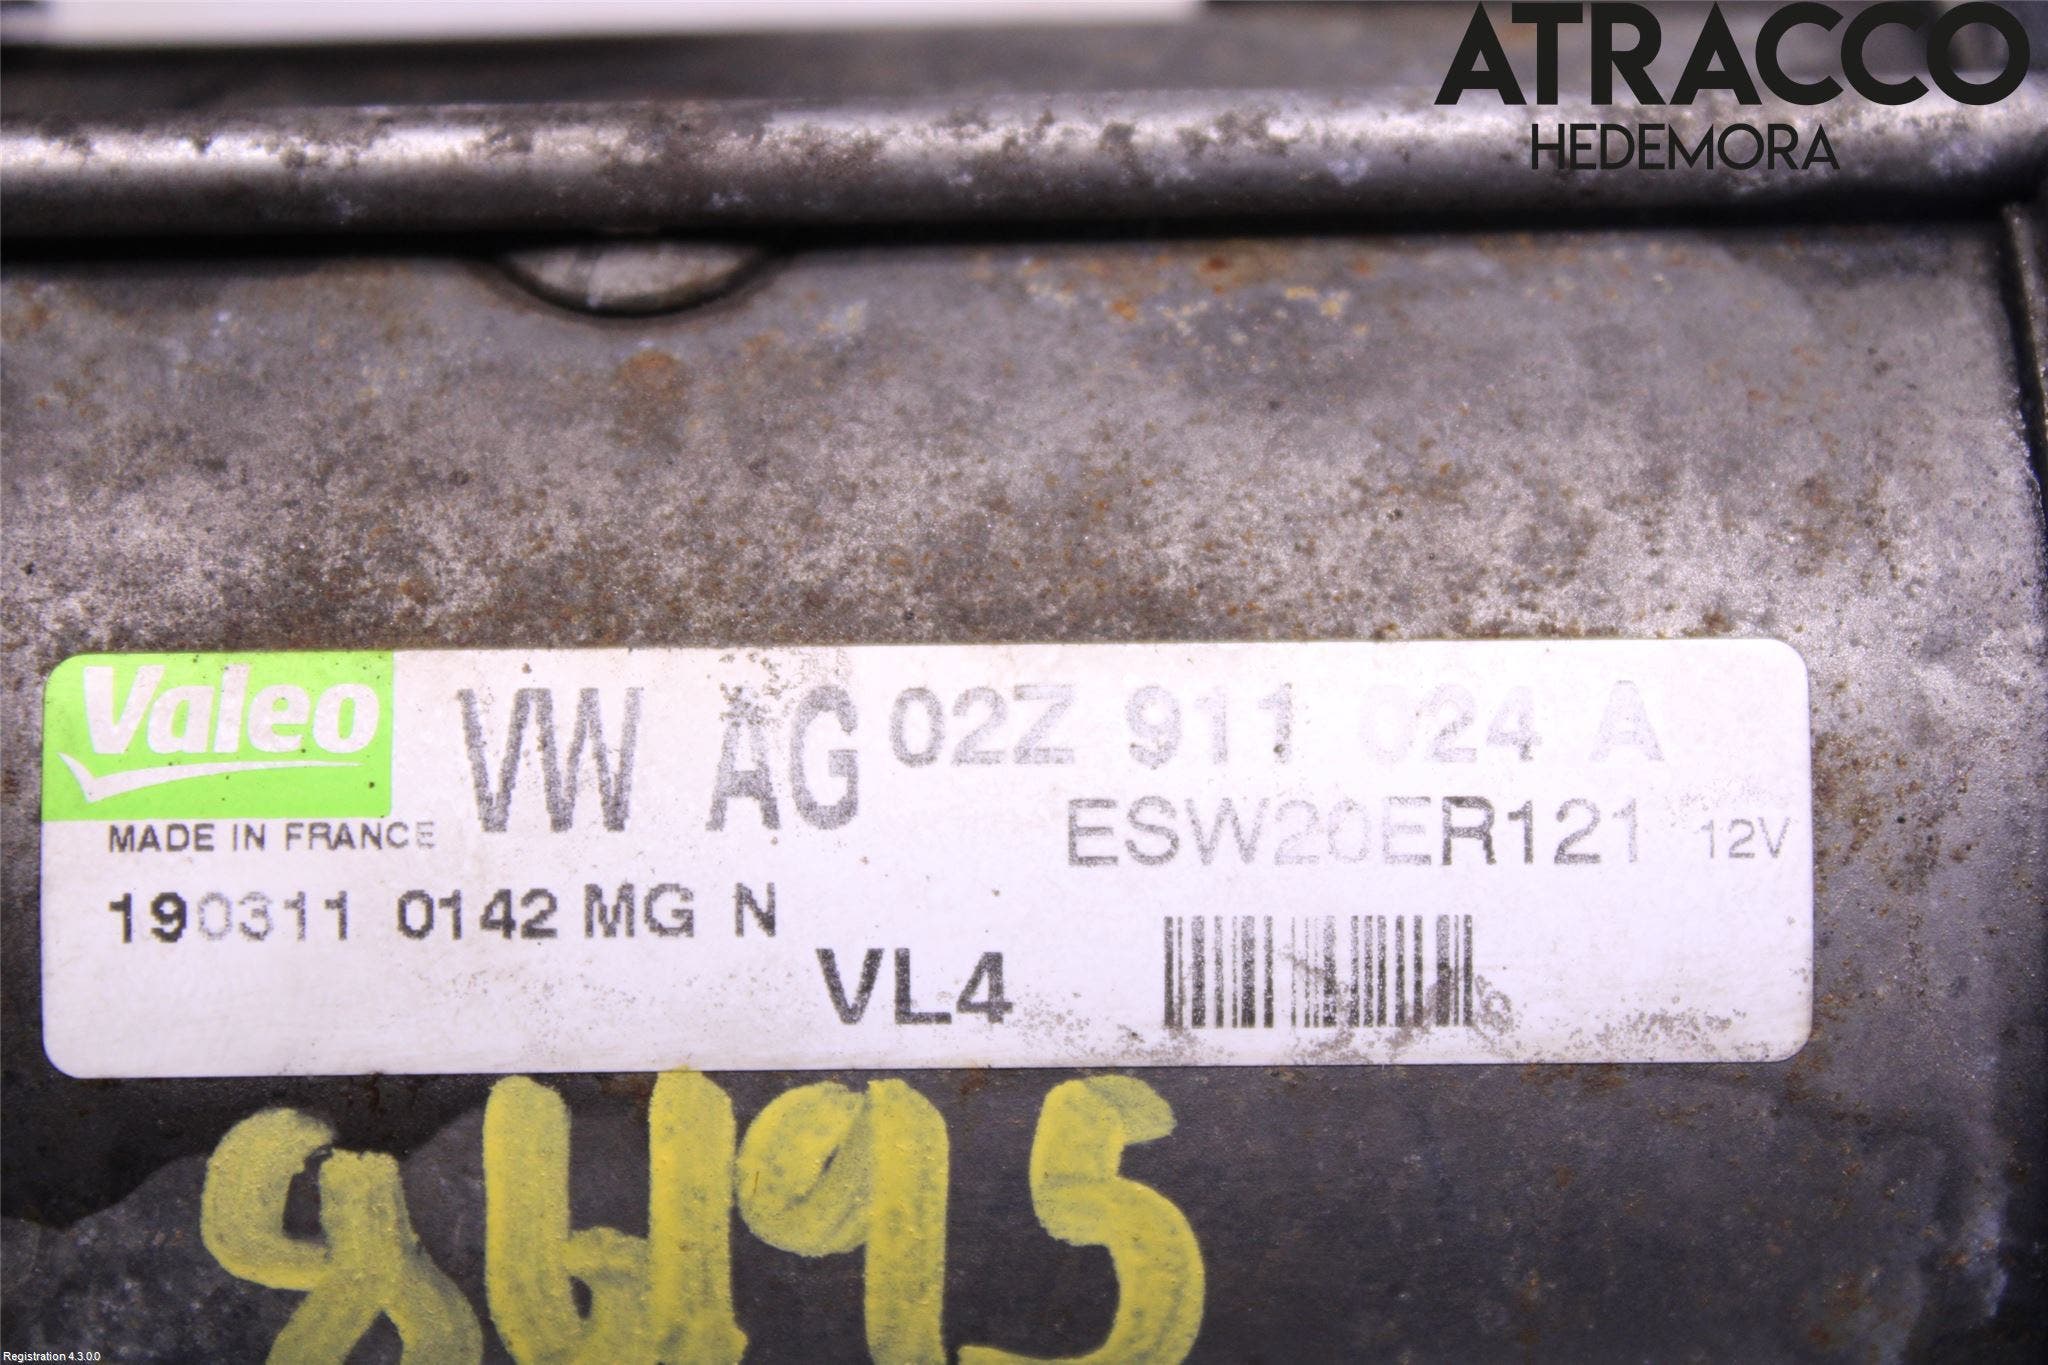 ATRACCO
HEDEMORA
Valeo VW AG 02Z 911 024 A
MADE IN FRANCE ESW20ER121 12V
190311 0142 MG N
VL4
8495
Registration 4.3.0.0